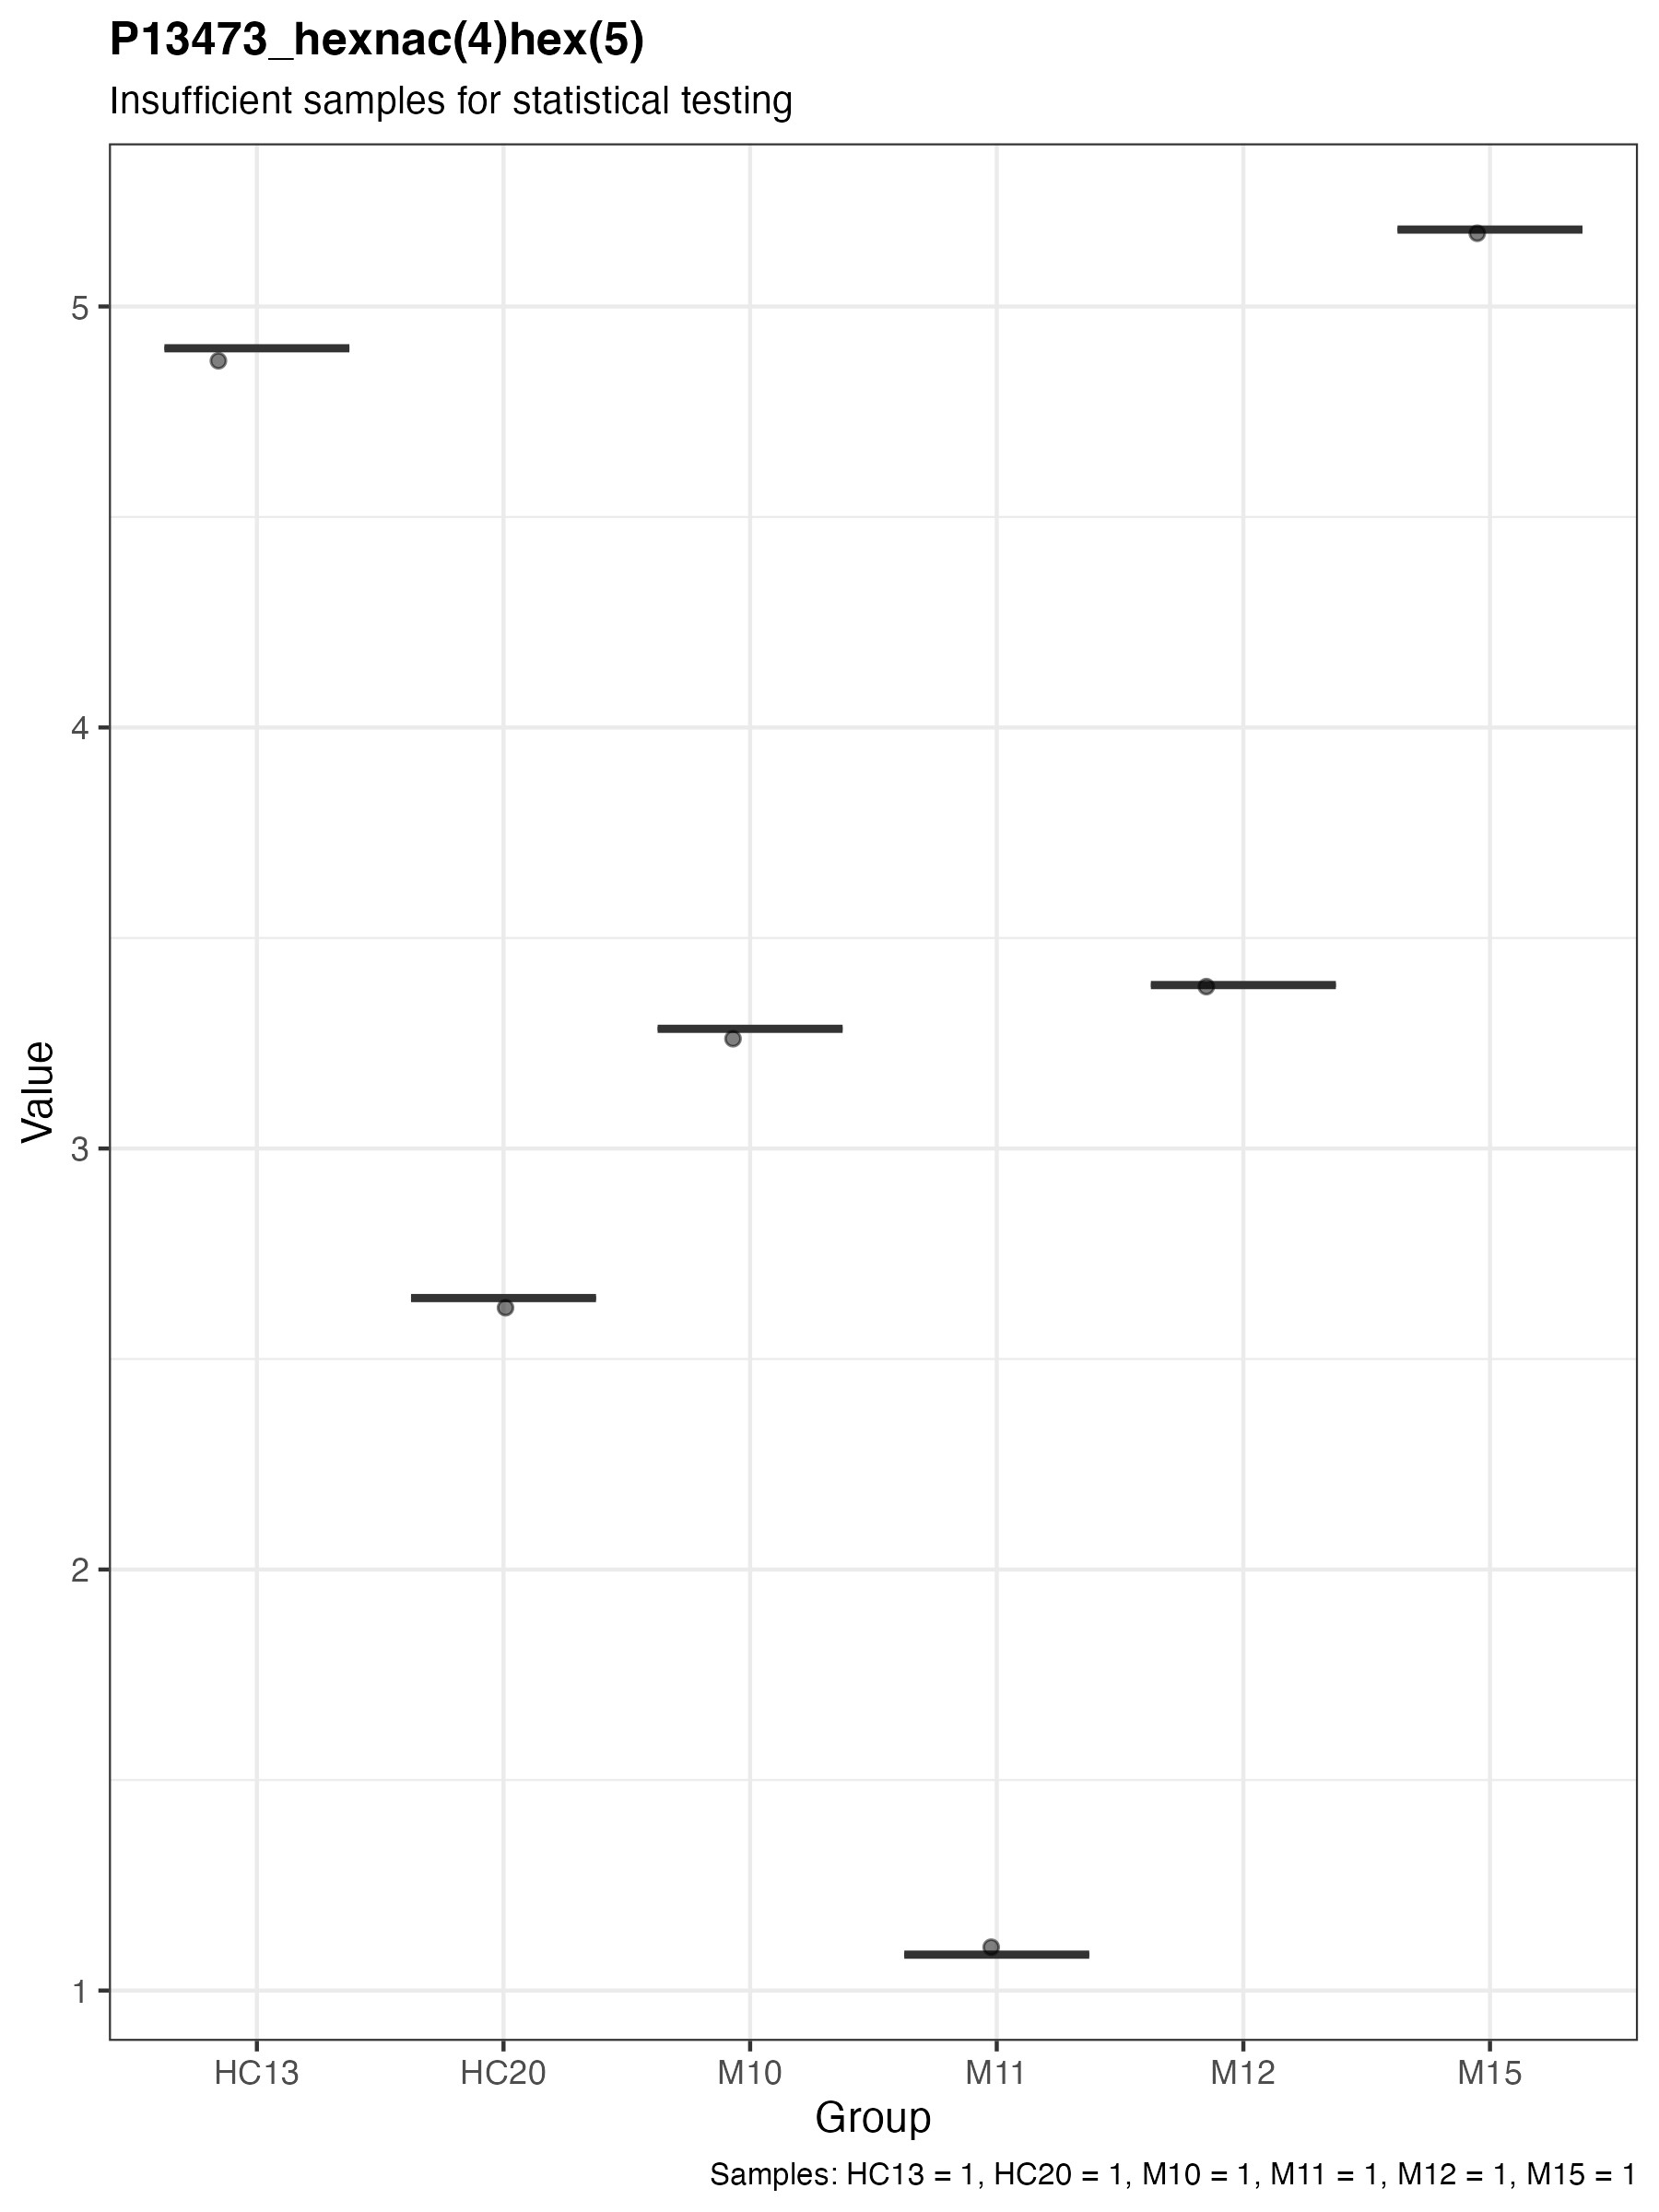 P13473_hexnac(4)hex(5)
Insufficient samples for statistical testing
Value
5
4
3
2
1
HC13 HC20 M10 M11 M12 M15
Group
Samples: HC13 = 1, HC20 = 1, M10 = 1, M11 = 1, M12 = 1, M15 = 1